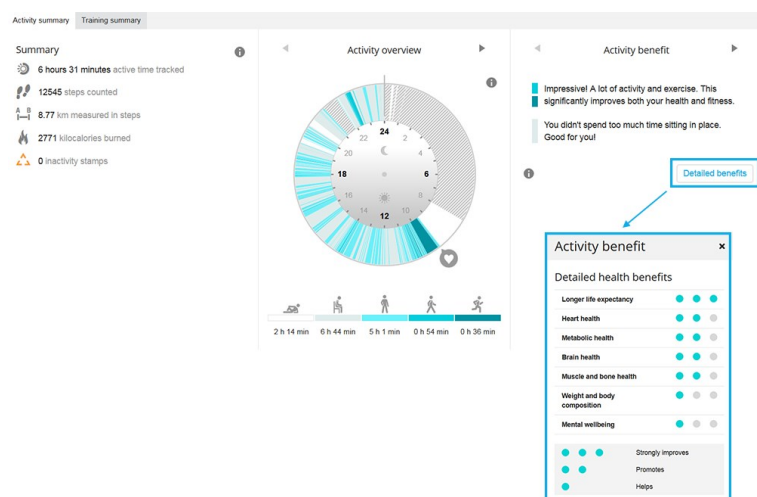 Activity summary
Training summary
Summary
6 hours 31 minutes active time tracked
12545 steps counted
A B
8.77 km measured in steps
2771 kilocalories burned
0 inactivity stamps
Activity overview
24
2
4
6
8
10
12
14
16
18
20
22
2 h 14 min
6 h 44 min
5 h 1 min
0 h 54 min
0 h 36 min
Activity benefit
Impressive! A lot of activity and exercise. This
significantly improves both your health and fitness.
You didn't spend too much time sitting in place.
Good for you!
Detailed benefits
Activity benefit
×
Detailed health benefits
Longer life expectancy
Heart health
Metabolic health
Brain health
Muscle and bone health
Weight and body
composition
Mental wellbeing
Strongly improves
Promotes
Helps